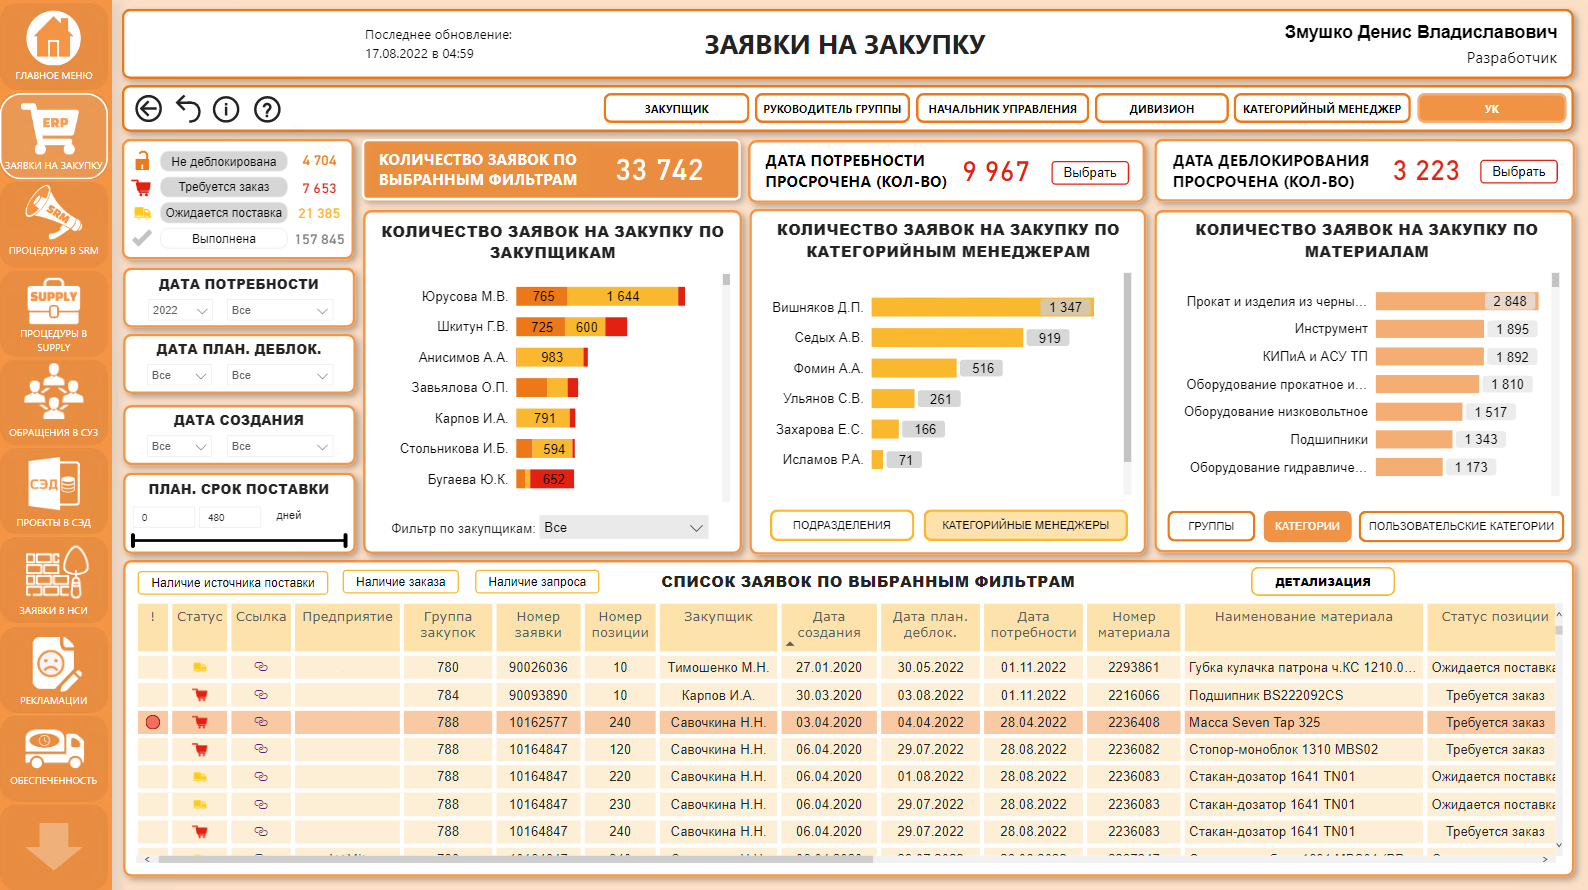 ГЛАВНОЕ МЕНЮ
ERP
ЗАЯВКИ НА ЗАКУПКУ
SRM
ПРОЦЕДУРЫ В SRM
SUPPLY
ПРОЦЕДУРЫ В
SUPPLY
ОБРАЩЕНИЯ В СУЗ
СЭД
ПРОЕКТЫ В СЭД
ЗАЯВКИ В НСИ
РЕКЛАМАЦИИ
ОБЕСПЕЧЕННОСТЬ
Последнее обновление:
17.08.2022 в 04:59
ЗАЯВКИ НА ЗАКУПКУ
Змушко Денис Владиславович
Разработчик
ЗАКУПЩИК
РУКОВОДИТЕЛЬ ГРУППЫ
НАЧАЛЬНИК УПРАВЛЕНИЯ
ДИВИЗИОН
КАТЕГОРИЙНЫЙ МЕНЕДЖЕР
УК
Не деблокирована 4 704
Требуется заказ 7 653
Ожидается поставка 21 385
Выполнена 157 845
КОЛИЧЕСТВО ЗАЯВОК ПО
ВЫБРАННЫМ ФИЛЬТРАМ
33 742
ДАТА ПОТРЕБНОСТИ
ПРОСРОЧЕНА (КОЛ-ВО)
9 967
Выбрать
ДАТА ДЕБЛОКИРОВАНИЯ
ПРОСРОЧЕНА (КОЛ-ВО)
3 223
Выбрать
ДАТА ПОТРЕБНОСТИ
2022 Все
ДАТА ПЛАН. ДЕБЛОК.
Все Все
ДАТА СОЗДАНИЯ
Все Все
ПЛАН. СРОК ПОСТАВКИ
0 480 дней
КОЛИЧЕСТВО ЗАЯВОК НА ЗАКУПКУ ПО
ЗАКУПЩИКАМ
Юрусова М.В. 765 1 644
Шкитун Г.В. 725 600
Анисимов А.А. 983
Завьялова О.П.
Карпов И.А. 791
Стольникова И.Б. 594
Бугаева Ю.К. 652
Фильтр по закупщикам: Все
КОЛИЧЕСТВО ЗАЯВОК НА ЗАКУПКУ ПО
КАТЕГОРИЙНЫМ МЕНЕДЖЕРАМ
Вишняков Д.П. 1 347
Седых А.В. 919
Фомин А.А. 516
Ульянов С.В. 261
Захарова Е.С. 166
Исламов Р.А. 71
ПОДРАЗДЕЛЕНИЯ
КАТЕГОРИЙНЫЕ МЕНЕДЖЕРЫ
КОЛИЧЕСТВО ЗАЯВОК НА ЗАКУПКУ ПО
МАТЕРИАЛАМ
Прокат и изделия из черны... 2 848
Инструмент 1 895
КИПиА и АСУ ТП 1 892
Оборудование прокатное и... 1 810
Оборудование низковольтное 1 517
Подшипники 1 343
Оборудование гидравличе... 1 173
ГРУППЫ
КАТЕГОРИИ
ПОЛЬЗОВАТЕЛЬСКИЕ КАТЕГОРИИ
Наличие источника поставки
Наличие заказа
Наличие запроса
СПИСОК ЗАЯВОК ПО ВЫБРАННЫМ ФИЛЬТРАМ
ДЕТАЛИЗАЦИЯ
! Статус Ссылка Предприятие Группа закупок Номер заявки Номер позиции Закупщик Дата создания Дата план. деблок. Дата потребности Номер материала Наименование материала Статус позиции
780 90026036 10 Тимошенко М.Н. 27.01.2020 30.05.2022 01.11.2022 2293861 Губка кулачка патрона ч.КС 1210.0... Ожидается поставка
784 90093890 10 Карпов И.А. 30.03.2020 03.08.2022 01.11.2022 2216066 Подшипник BS222092CS Требуется заказ
788 10162577 240 Савочкина Н.Н. 03.04.2020 04.04.2022 28.04.2022 2236408 Масса Seven Tap 325 Требуется заказ
788 10164847 120 Савочкина Н.Н. 06.04.2020 29.07.2022 28.08.2022 2236082 Стопор-моноблок 1310 MBS02 Требуется заказ
788 10164847 220 Савочкина Н.Н. 06.04.2020 01.08.2022 28.08.2022 2236083 Стакан-дозатор 1641 TN01 Ожидается поставка
788 10164847 230 Савочкина Н.Н. 06.04.2020 29.07.2022 28.08.2022 2236083 Стакан-дозатор 1641 TN01 Ожидается поставка
788 10164847 240 Савочкина Н.Н. 06.04.2020 29.07.2022 28.08.2022 2236083 Стакан-дозатор 1641 TN01 Требуется заказ